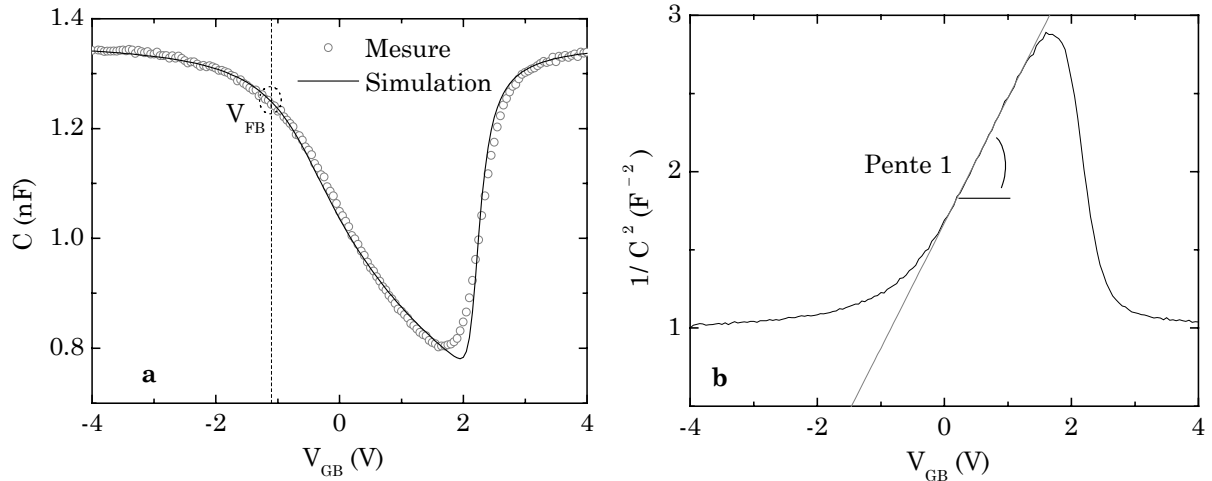 1.4
1.2
1.0
0.8
C (nF)
Mesure
Simulation
V_FB
a
-4 -2 0 2 4
V_GB (V)
3
2
1
1/ C² (F⁻²)
Pente 1
b
-4 -2 0 2 4
V_GB (V)